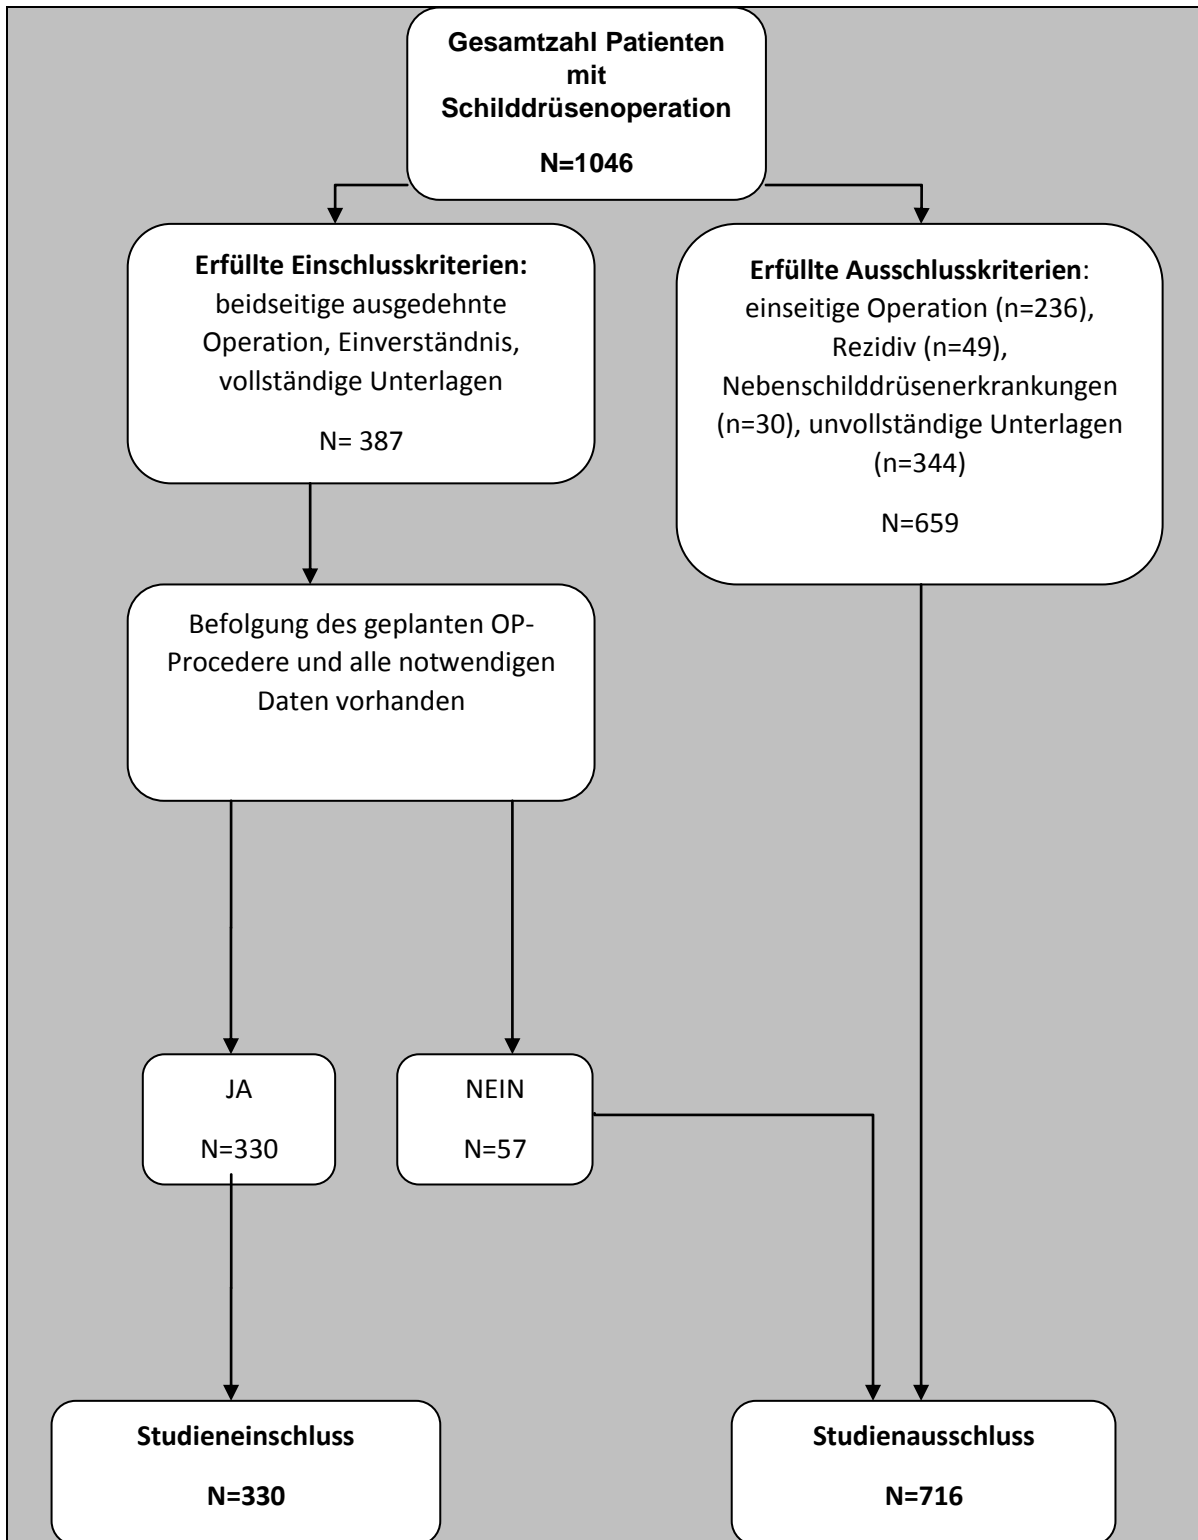 Gesamtzahl Patienten
mit
Schilddrüsenoperation
N=1046
Erfüllte Einschlusskriterien:
beidseitige ausgedehnte
Operation, Einverständnis,
vollständige Unterlagen
N= 387
Erfüllte Ausschlusskriterien:
einseitige Operation (n=236),
Rezidiv (n=49),
Nebenschilddrüsenerkrankungen
(n=30), unvollständige Unterlagen
(n=344)
N=659
Befolgung des geplanten OP-
Procedere und alle notwendigen
Daten vorhanden
JA
N=330
NEIN
N=57
Studieneinschluss
N=330
Studienausschluss
N=716